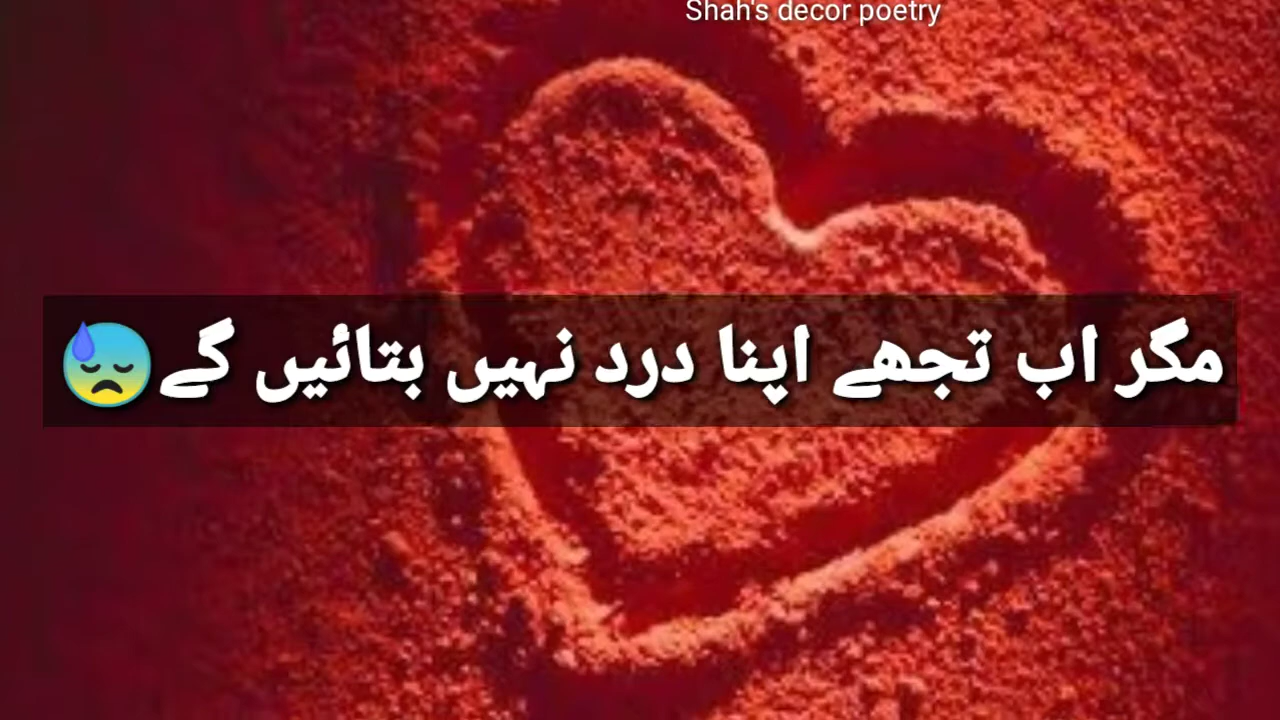 Shah's decor poetry
مگر اب تجھے اپنا درد نہیں بتائیں گے😓